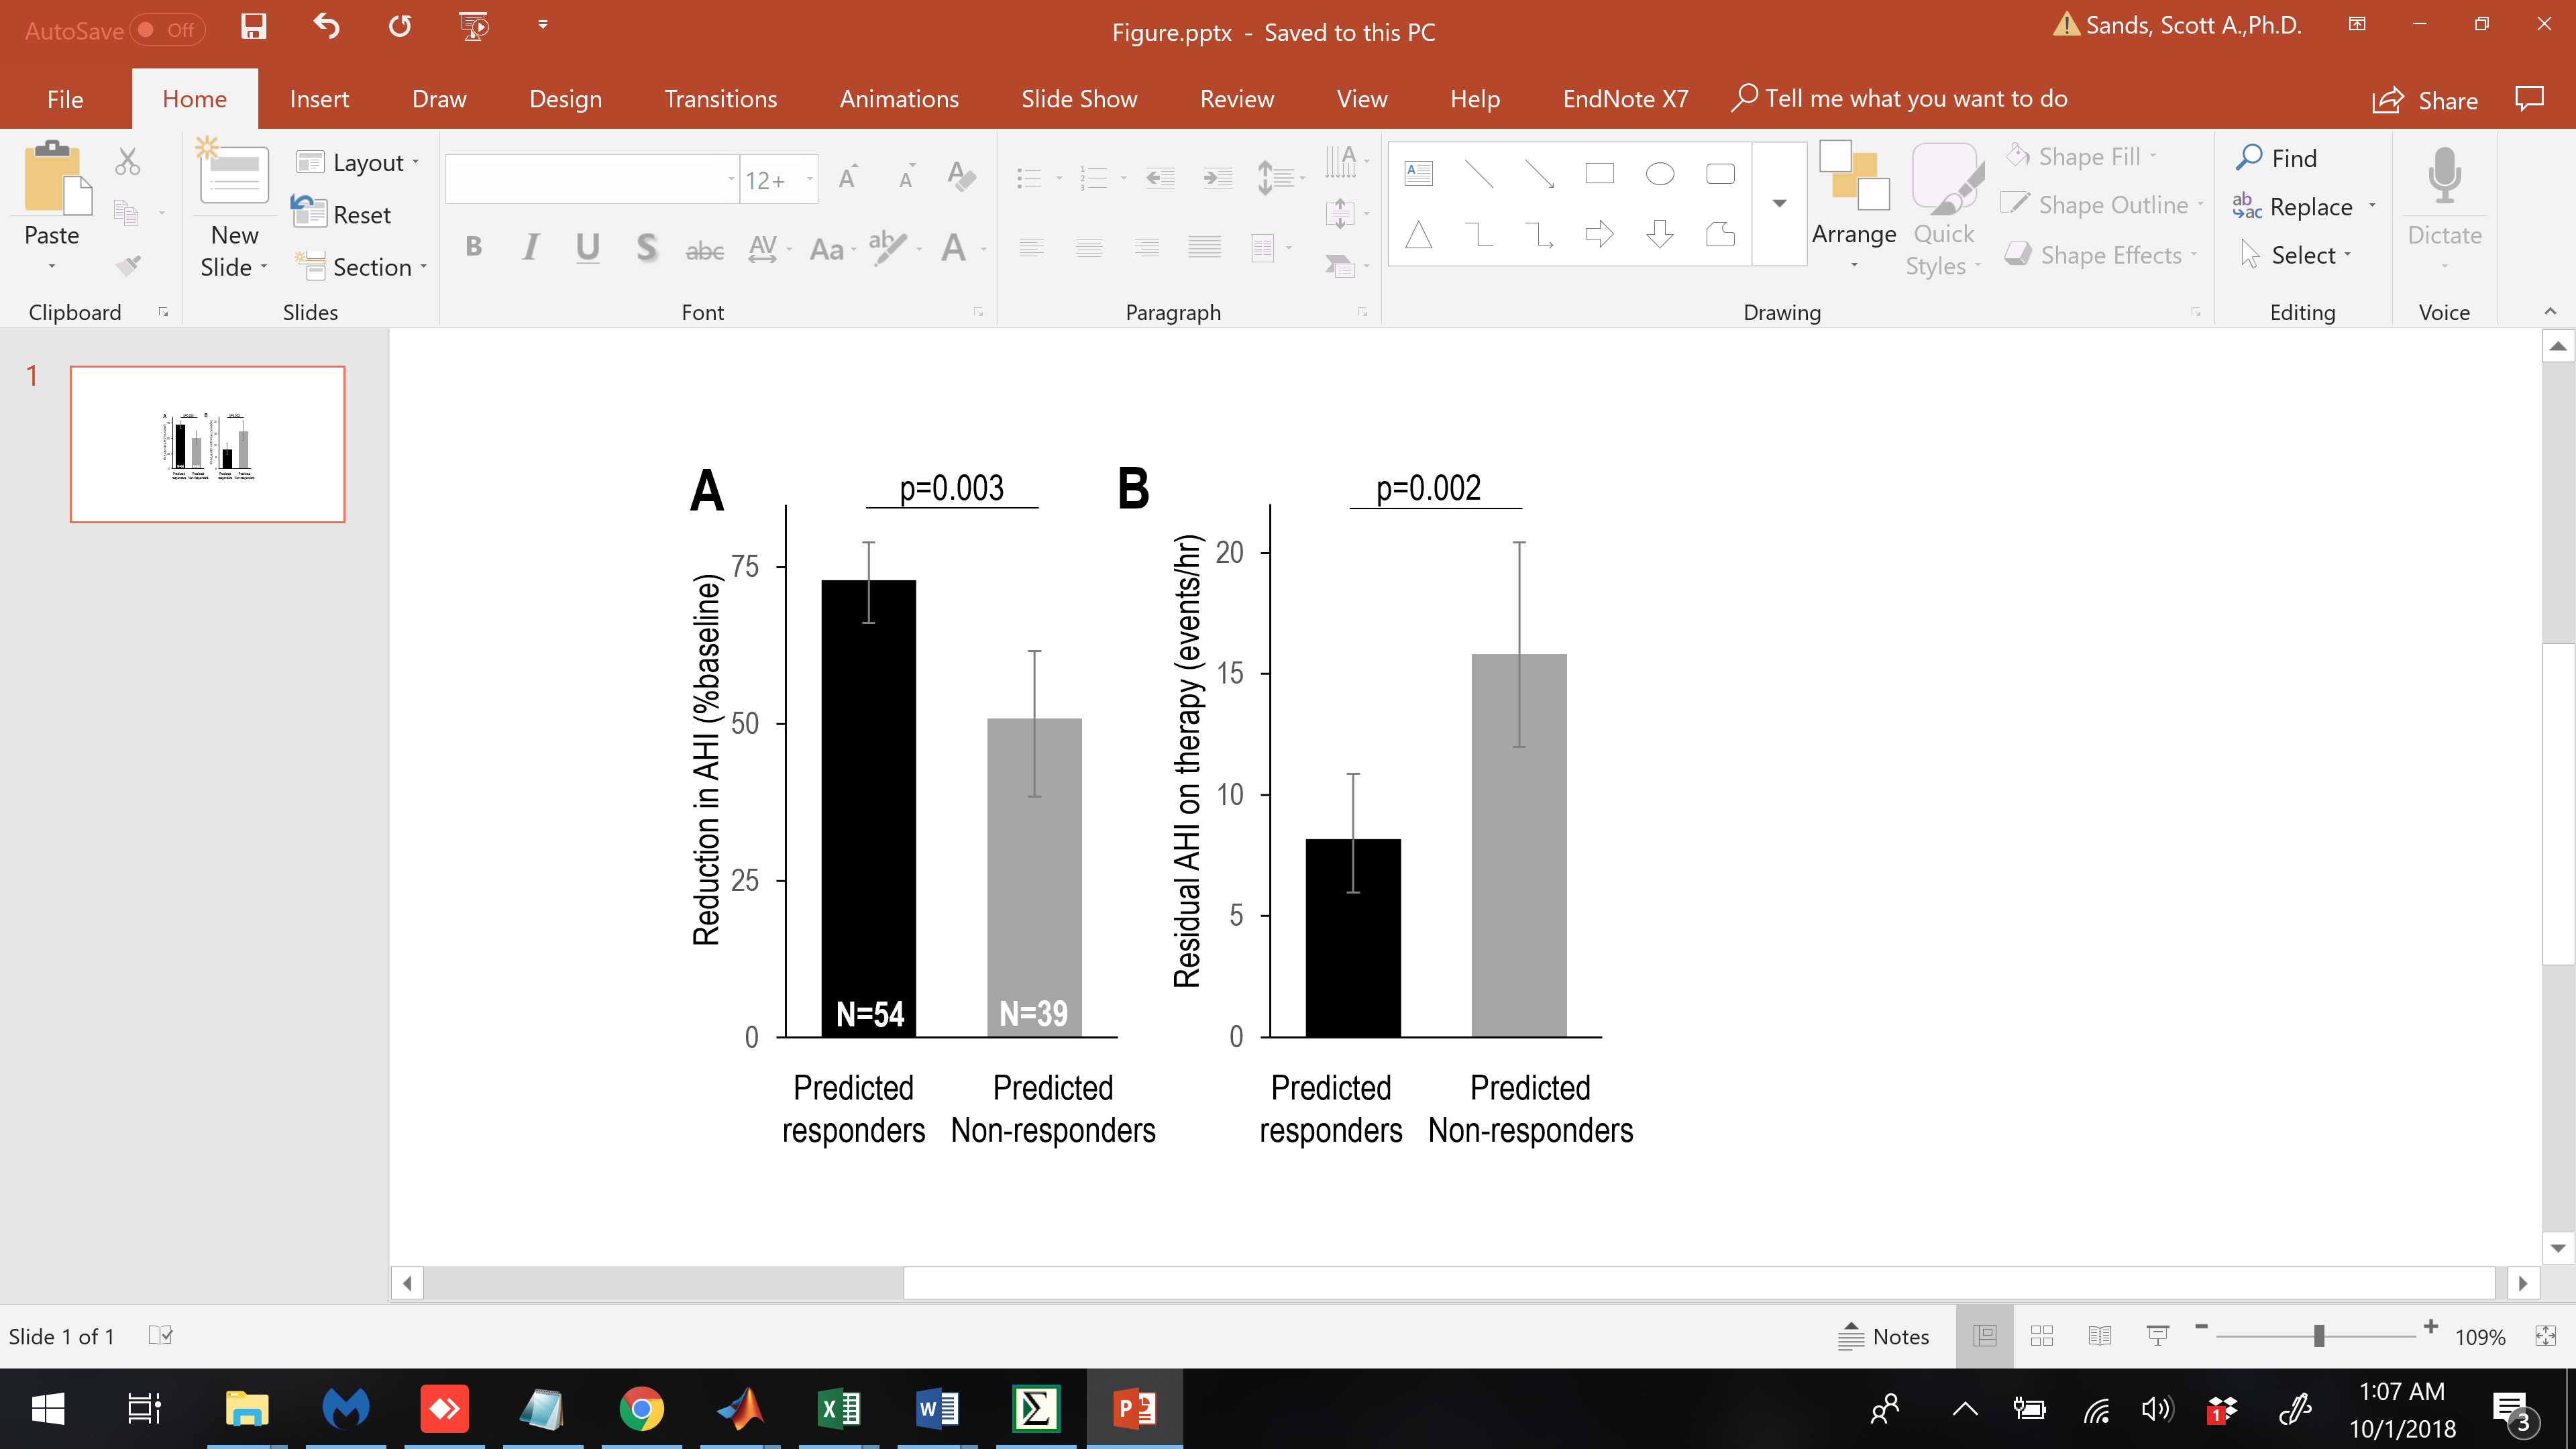 AutoSave Off
Figure.pptx - Saved to this PC
Sands, Scott A.,Ph.D.
File Home Insert Draw Design Transitions Animations Slide Show Review View Help EndNote X7 Tell me what you want to do Share
Paste
Clipboard
New
Slide
Layout
Reset
Section
Slides
12+
Font
Paragraph
Arrange
Quick
Styles
Shape Fill
Shape Outline
Shape Effects
Drawing
Find
Replace
Select
Editing
Dictate
Voice
1
A
p=0.003
Reduction in AHI (%baseline)
75
50
25
0
N=54
N=39
Predicted
responders
Predicted
Non-responders
B
p=0.002
Residual AHI on therapy (events/hr)
20
15
10
5
0
Predicted
responders
Predicted
Non-responders
Slide 1 of 1
Notes
109%
1:07 AM
10/1/2018
3